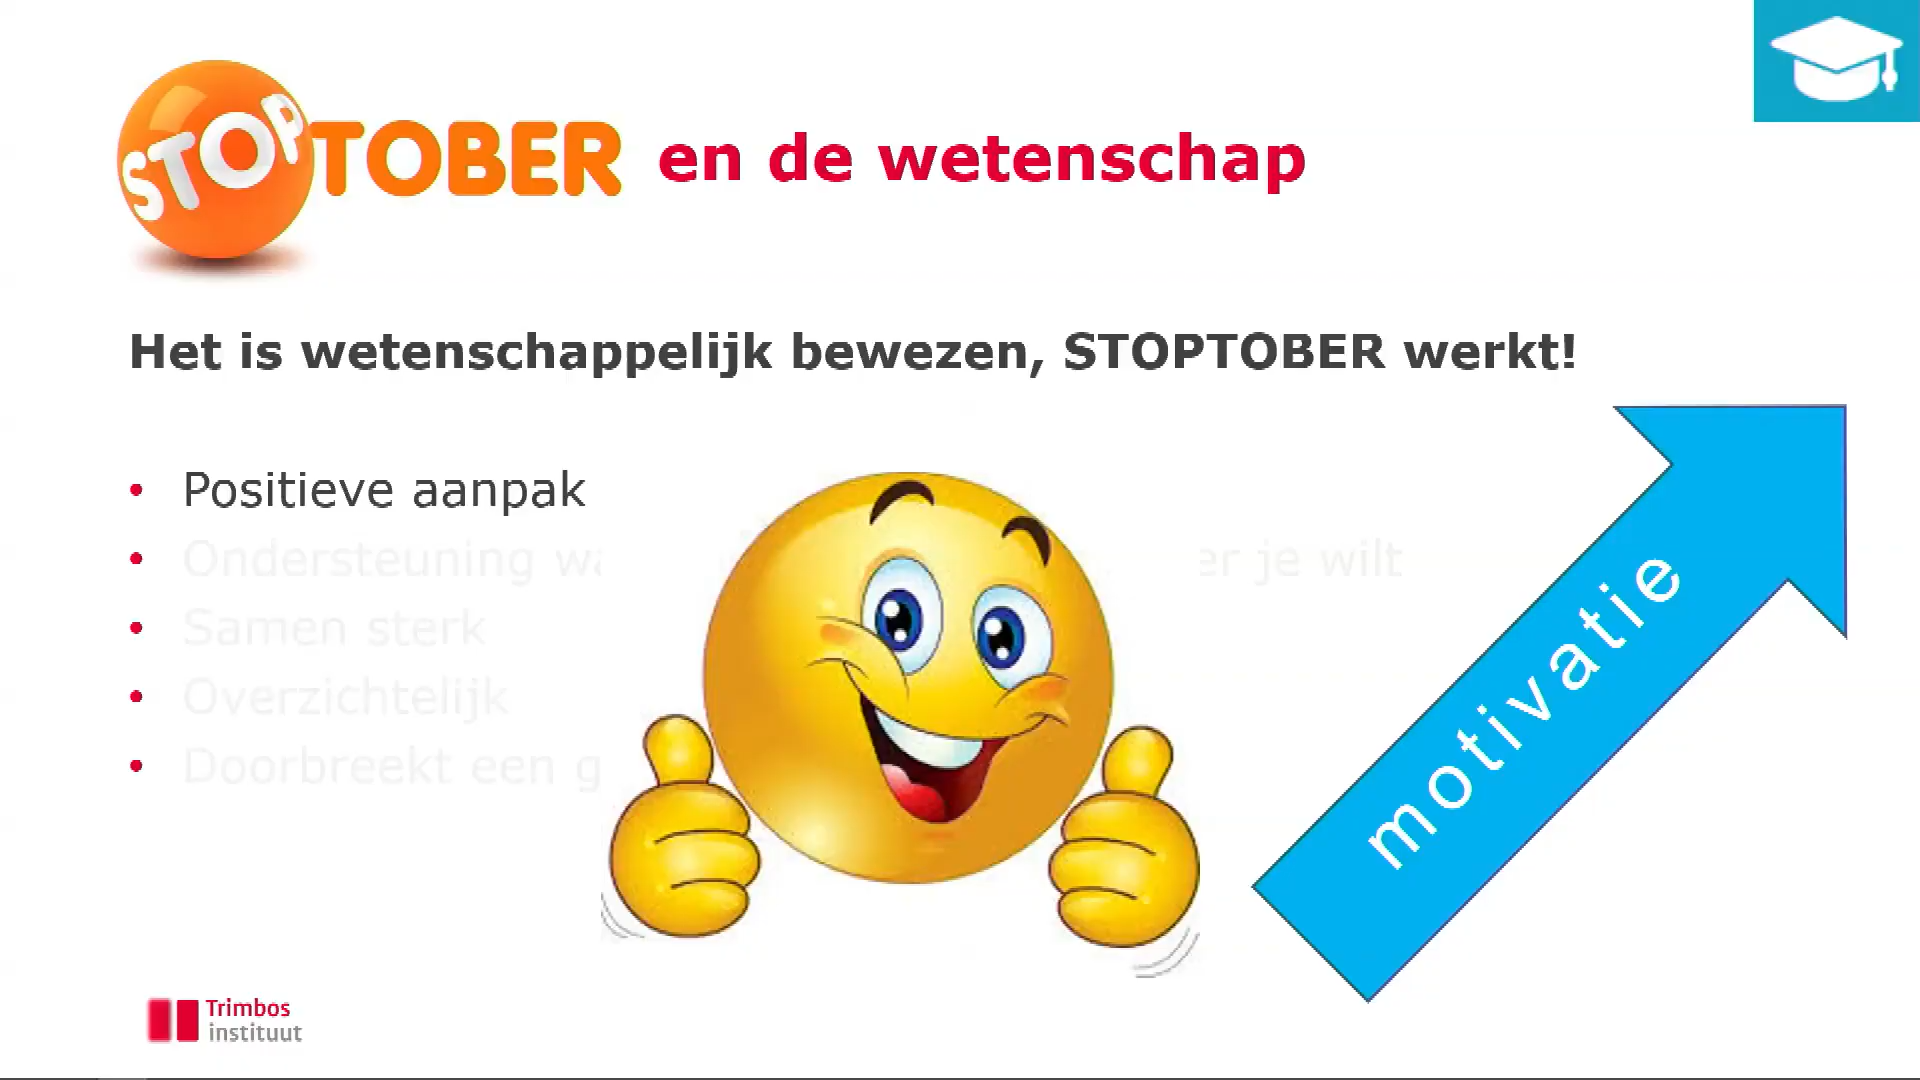 STOPTOBER en de wetenschap
Het is wetenschappelijk bewezen, STOPTOBER werkt!
• Positieve aanpak
• Ondersteuning er je wilt
• Samen sterk
• Overzichtelijk
• Doorbreekt een
motivatie
Trimbos
instituut